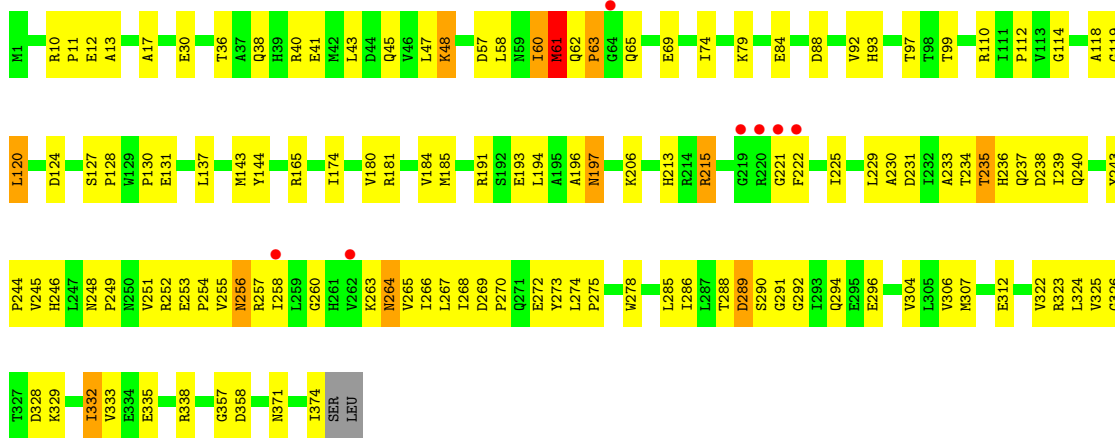 M1 R10 P11 E12 A13 A17 E30 T36 A37 Q38 H39 R40 E41 M42 L43 D44 Q45 V46 L47 K48 D57 L58 N59 I60 M61 Q62 P63 G64 Q65 E69 I74 K79 E84 D88 V92 H93 T97 T98 T99 R110 I111 P112 V113 G114 A118 G119
L120 D124 S127 P128 W129 P130 E131 L137 M143 Y144 R165 I174 V180 R181 V184 M185 R191 S192 E193 L194 A195 A196 N197 K206 H213 R214 R215 G219 R220 G221 F222 I225 L229 A230 D231 I232 A233 T234 T235 H236 Q237 D238 I239 Q240 Y243
P244 V245 H246 L247 N248 P249 N250 V251 R252 E253 P254 V255 N256 R257 I258 L259 G260 H261 V262 K263 N264 V265 I266 L267 I268 D269 P270 Q271 E272 Y273 L274 P275 W278 L285 I286 L287 T288 D289 S290 G291 G292 I293 Q294 E295 E296 V304 L305 V306 M307 E312 V322 R323 L324 V325 G326
T327 D328 K329 I332 V333 E334 E335 R338 G357 D358 N371 I374 SER LEU